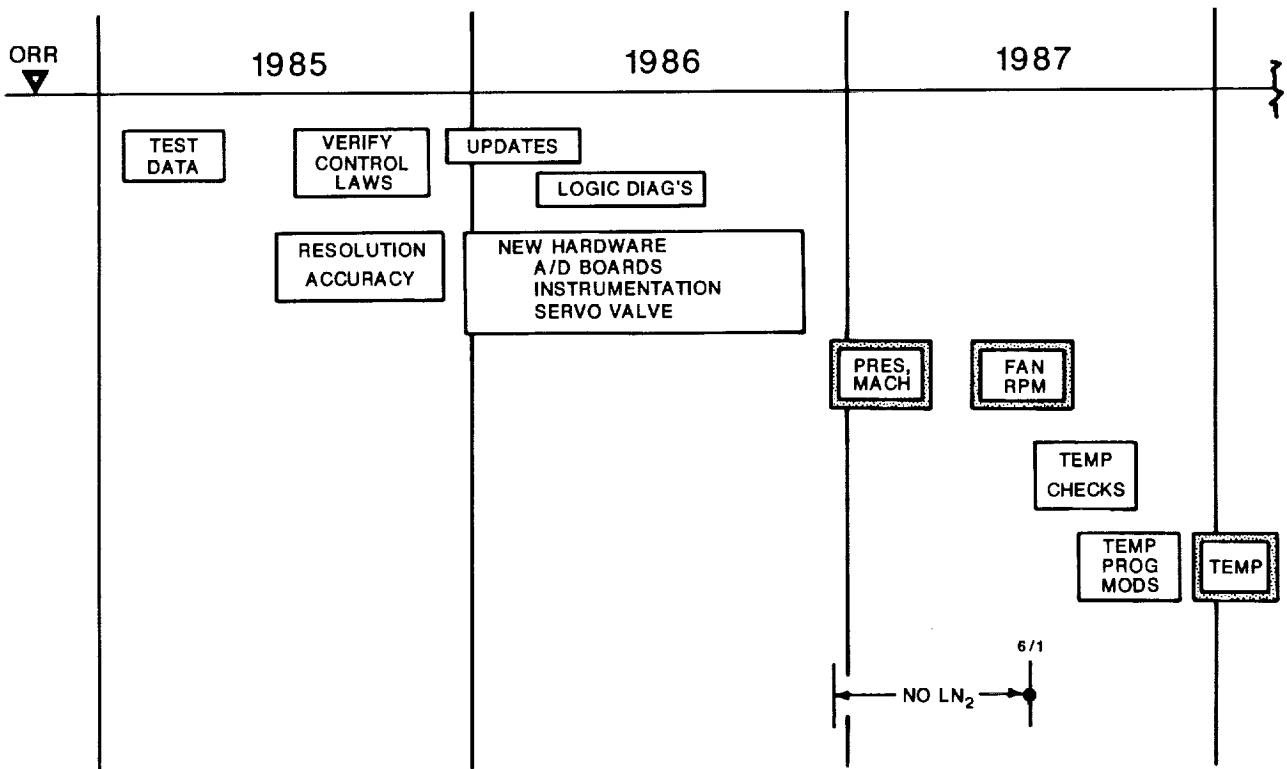 ORR
1985
1986
1987
TEST
DATA
VERIFY
CONTROL
LAWS
UPDATES
LOGIC DIAG'S
RESOLUTION
ACCURACY
NEW HARDWARE
A/D BOARDS
INSTRUMENTATION
SERVO VALVE
PRES,
MACH
FAN
RPM
TEMP
CHECKS
TEMP
PROG
MODS
TEMP
6/1
NO LN₂